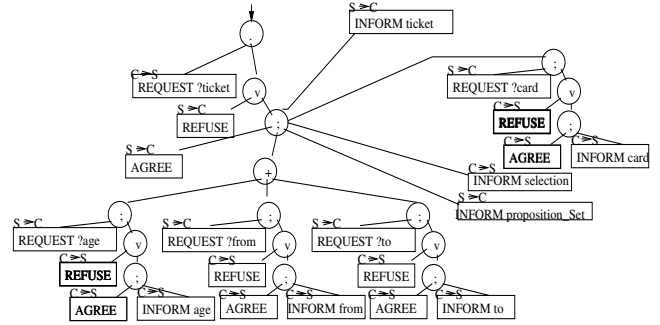 S->C
INFORM ticket
;
C->S
REQUEST ?ticket
v
S->C
REFUSE
;
S->C
AGREE
;
S->C
REQUEST ?card
v
C->S
REFUSE
;
C->S
AGREE
C->S
INFORM card
C->S
INFORM selection
S->C
INFORM proposition_Set
+
;
S->C
REQUEST ?age
v
C->S
REFUSE
;
C->S
AGREE
C->S
INFORM age
;
S->C
REQUEST ?from
v
C->S
REFUSE
;
C->S
AGREE
C->S
INFORM from
;
S->C
REQUEST ?to
v
C->S
REFUSE
;
C->S
AGREE
C->S
INFORM to